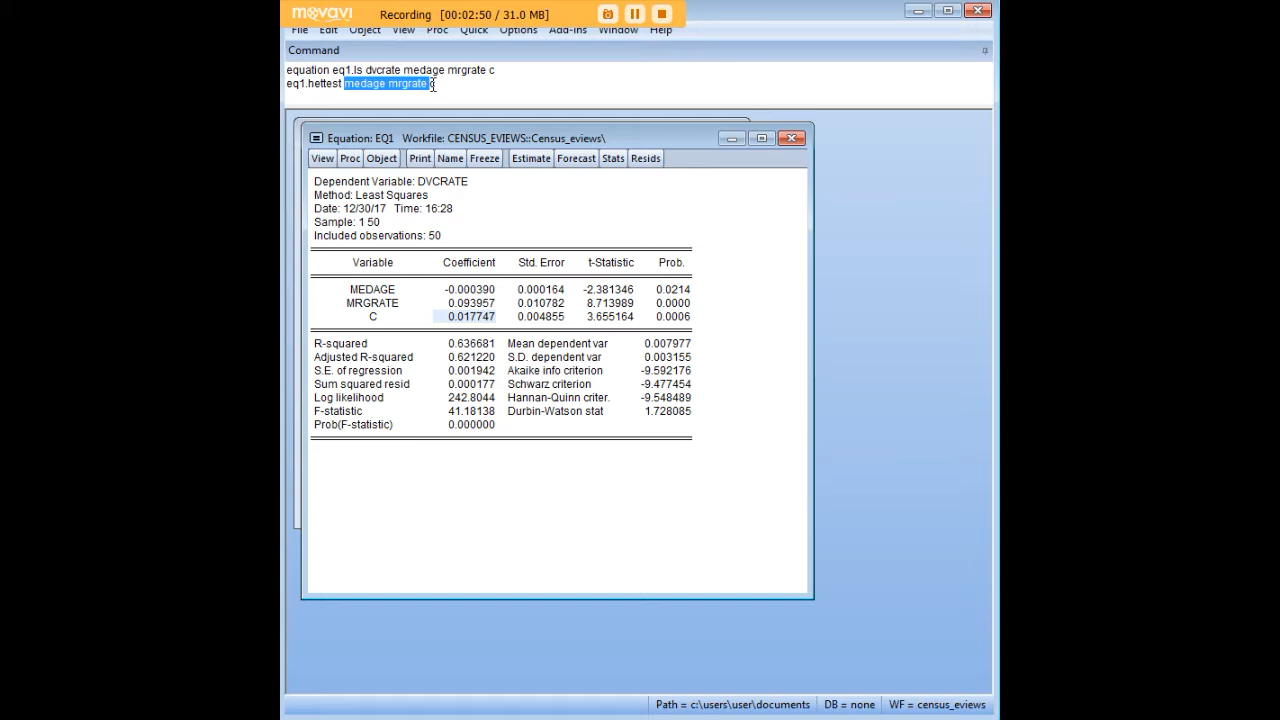 movavi Recording [00:02:50 / 31.0 MB]
File Edit Object View Proc Quick Options Add-ins Window Help
Command
equation eq1.ls dvcrate medage mrgrate c
eq1.hettest medage mrgrate c
Equation: EQ1 Workfile: CENSUS_EVIEWS::Census_eviews\
View Proc Object Print Name Freeze Estimate Forecast Stats Resids
Dependent Variable: DVCRATE
Method: Least Squares
Date: 12/30/17 Time: 16:28
Sample: 1 50
Included observations: 50
Variable Coefficient Std. Error t-Statistic Prob.
MEDAGE -0.000390 0.000164 -2.381346 0.0214
MRGRATE 0.093957 0.010782 8.713989 0.0000
C 0.017747 0.004855 3.655164 0.0006
R-squared 0.636681 Mean dependent var 0.007977
Adjusted R-squared 0.621220 S.D. dependent var 0.003155
S.E. of regression 0.001942 Akaike info criterion -9.592176
Sum squared resid 0.000177 Schwarz criterion -9.477454
Log likelihood 242.8044 Hannan-Quinn criter. -9.548489
F-statistic 41.18138 Durbin-Watson stat 1.728085
Prob(F-statistic) 0.000000
Path = c:\users\user\documents DB = none WF = census_eviews